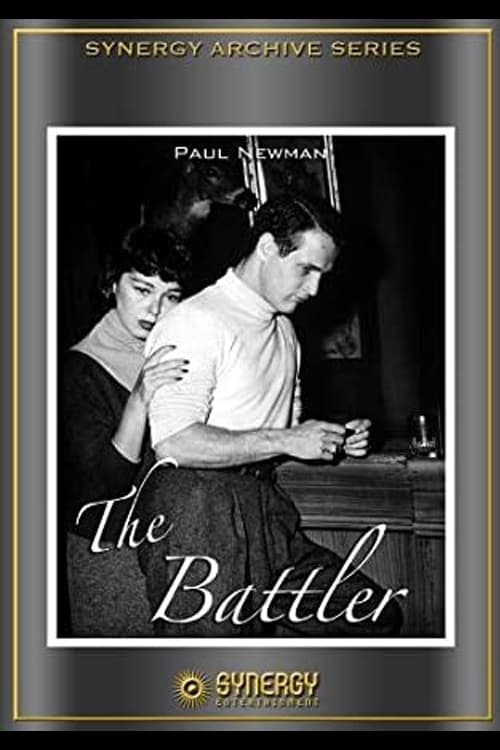 SYNERGY ARCHIVE SERIES
PAUL NEWMAN
The
Battler
SYNERGY
ENTERTAINMENT